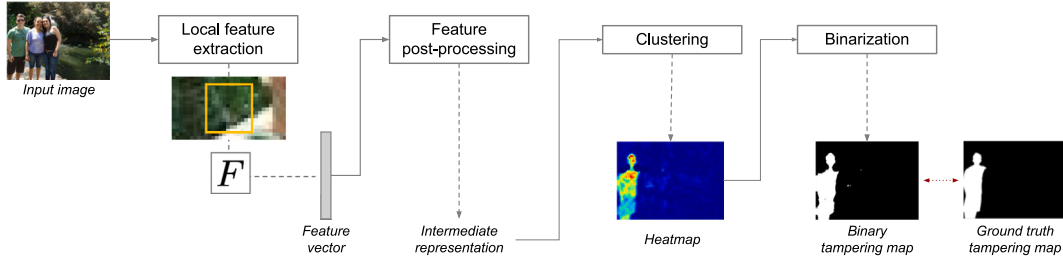 Local feature
extraction
Feature
post-processing
Clustering
Binarization
Input image
F
Feature
vector
Intermediate
representation
Heatmap
Binary
tampering map
Ground truth
tampering map